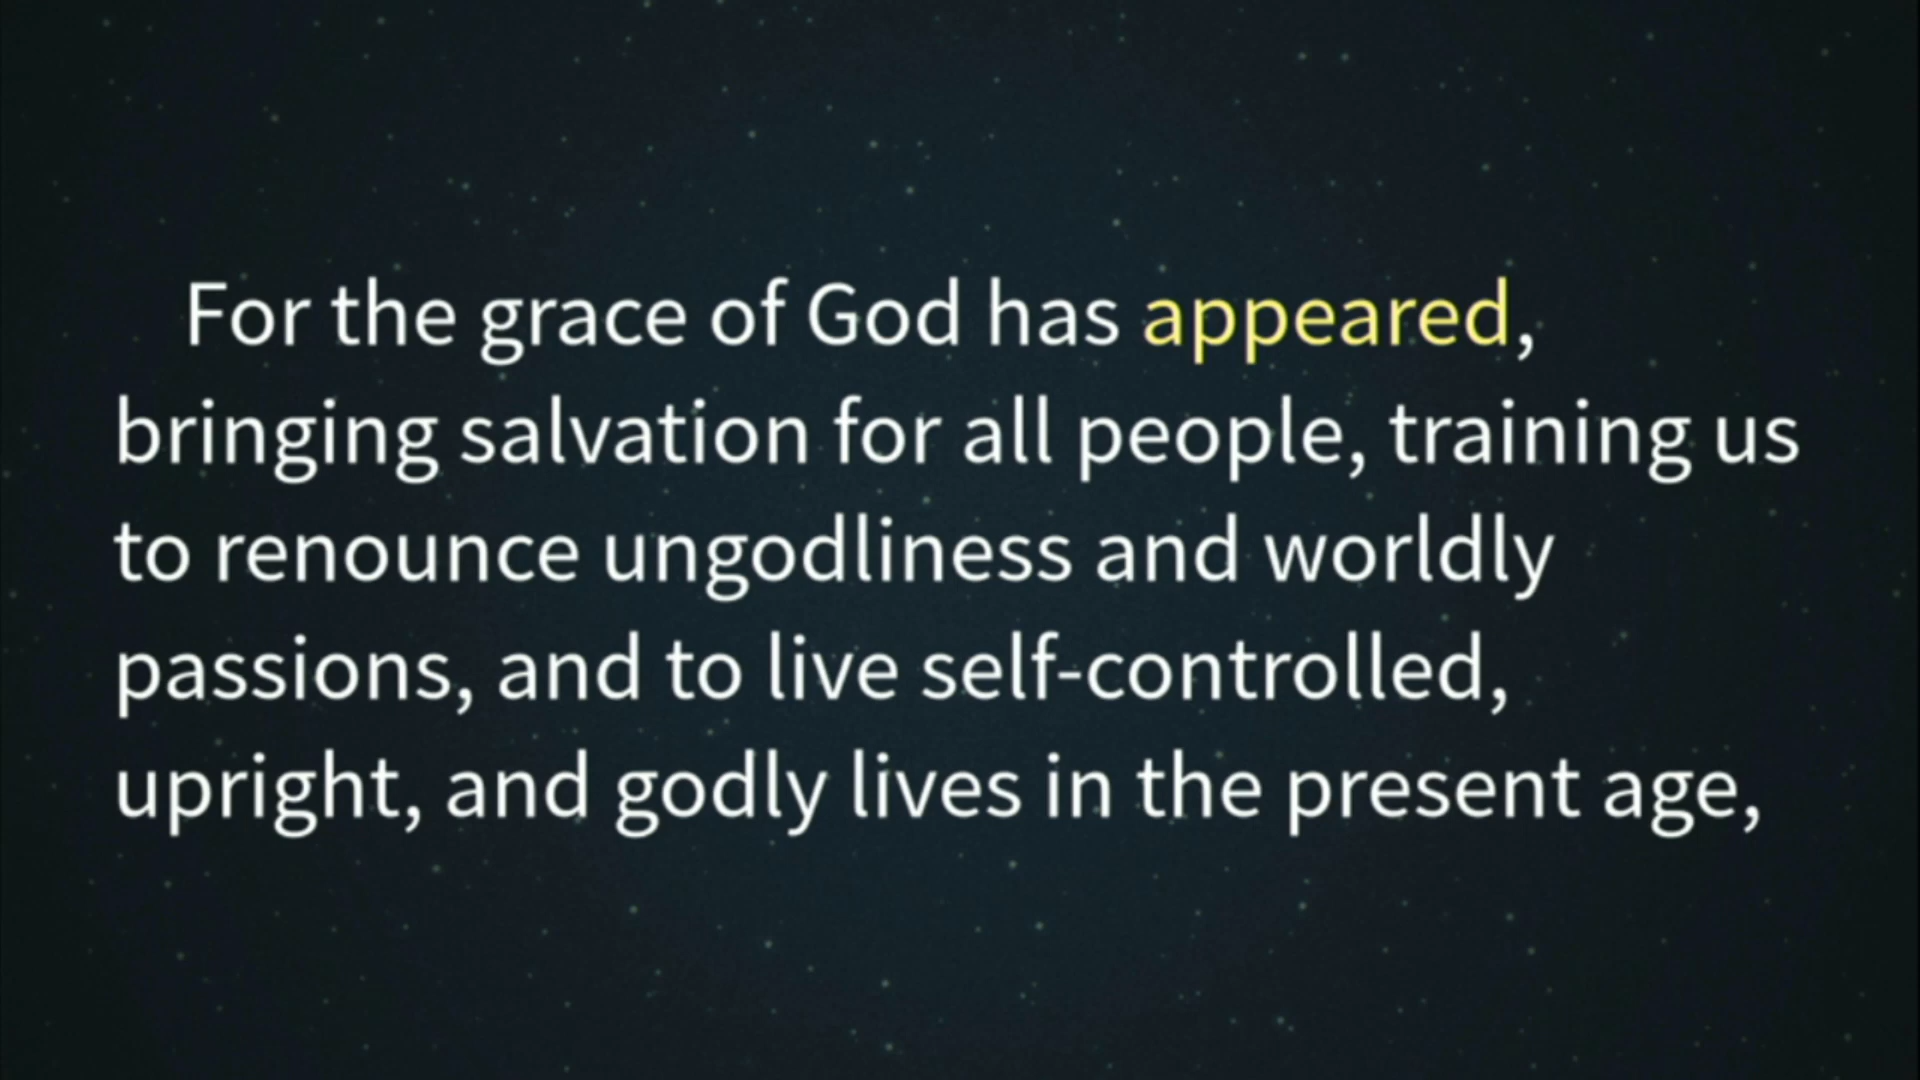 For the grace of God has appeared,
bringing salvation for all people, training us
to renounce ungodliness and worldly
passions, and to live self-controlled,
upright, and godly lives in the present age,